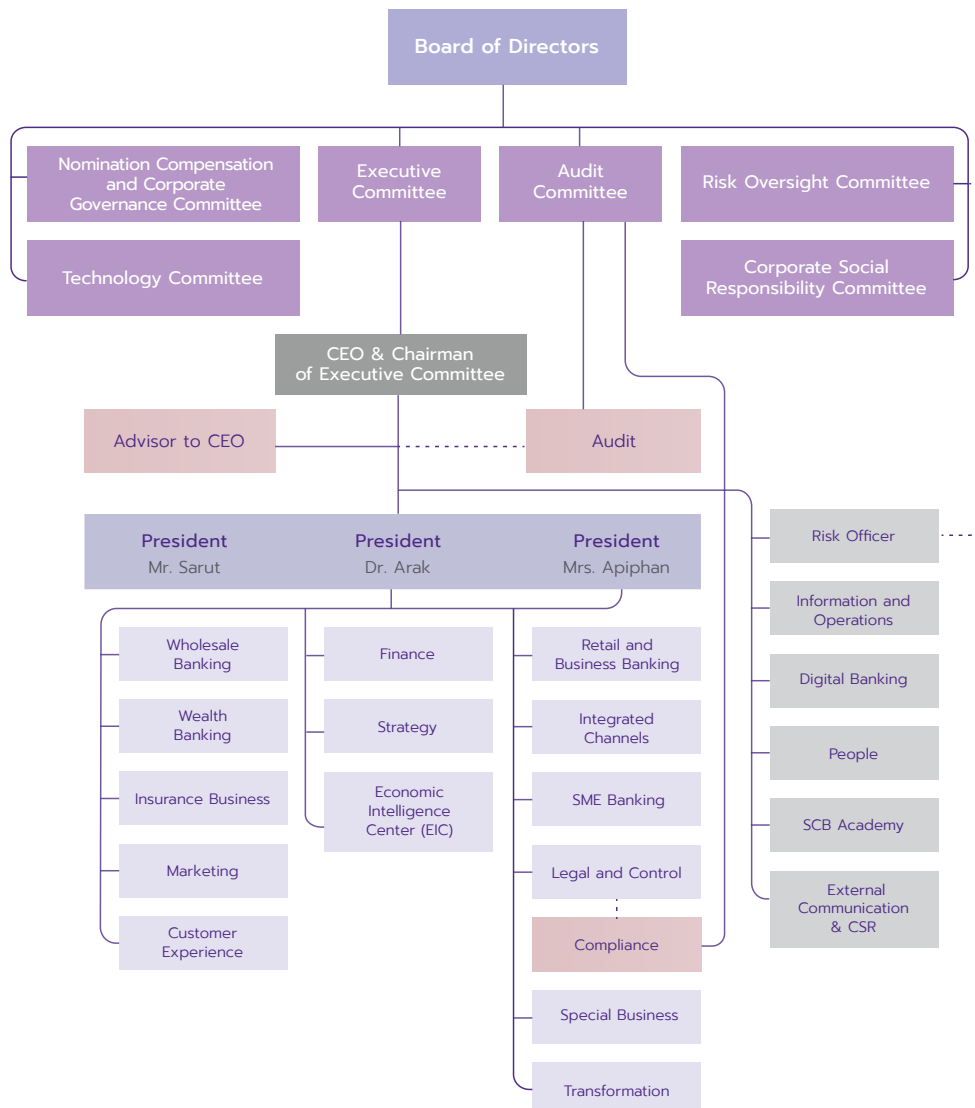 Board of Directors
Nomination Compensation
and Corporate
Governance Committee
Executive
Committee
Audit
Committee
Risk Oversight Committee
Technology Committee
Corporate Social
Responsibility Committee
CEO & Chairman
of Executive Committee
Advisor to CEO
Audit
President
Mr. Sarut
President
Dr. Arak
President
Mrs. Apiphan
Wholesale
Banking
Wealth
Banking
Insurance Business
Marketing
Customer
Experience
Finance
Strategy
Economic
Intelligence
Center (EIC)
Retail and
Business Banking
Integrated
Channels
SME Banking
Legal and Control
Compliance
Special Business
Transformation
Risk Officer
Information and
Operations
Digital Banking
People
SCB Academy
External
Communication
& CSR